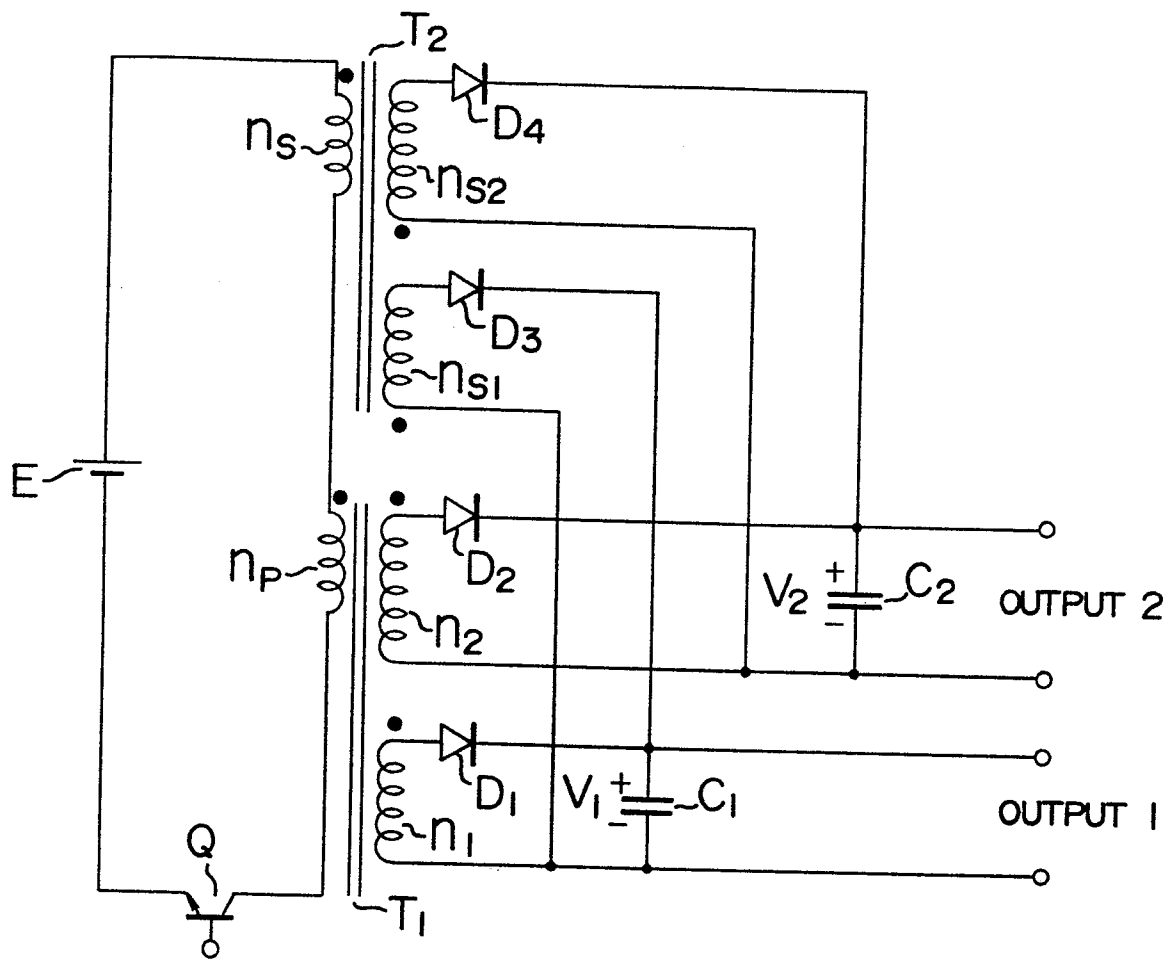 T2
D4
nS
nS2
D3
nS1
E
nP
D2
n2
V2
+
−
C2
OUTPUT 2
D1
n1
V1
+
−
C1
OUTPUT 1
Q
T1